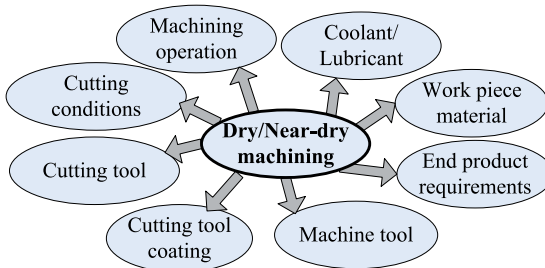 Machining
operation
Coolant/
Lubricant
Cutting
conditions
Work piece
material
Dry/Near-dry
machining
Cutting tool
End product
requirements
Cutting tool
coating
Machine tool